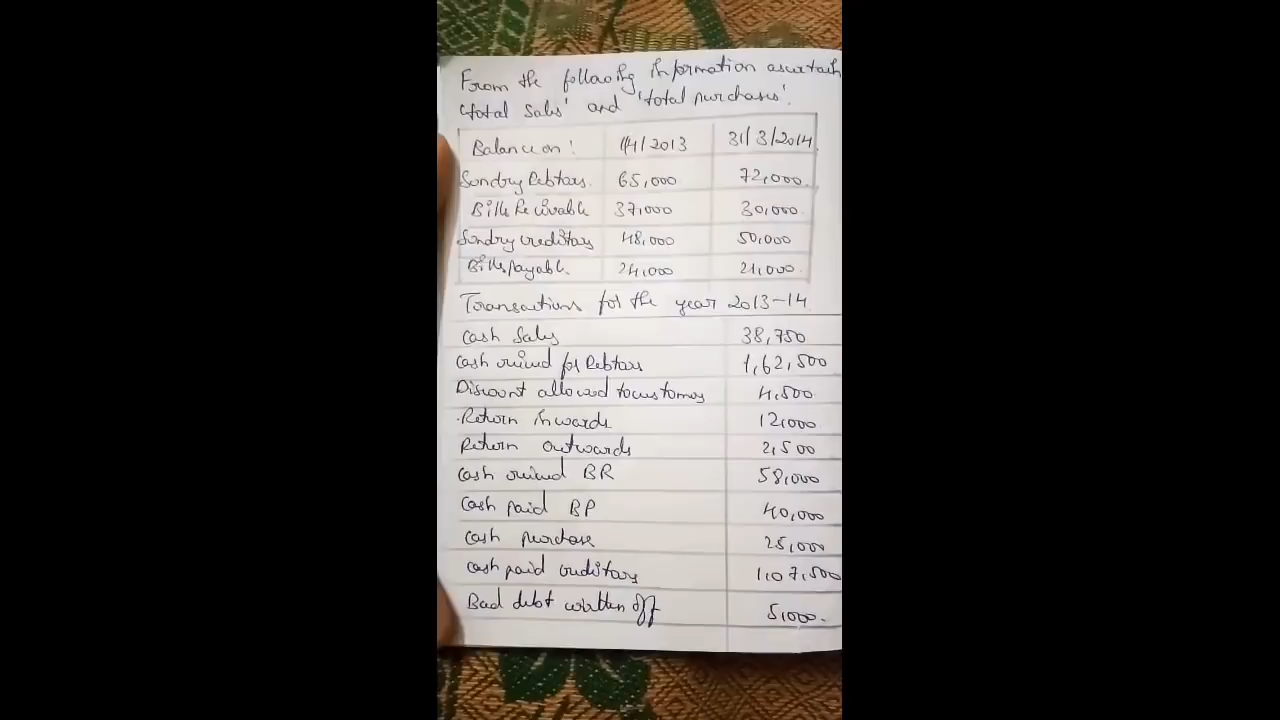 From the following information ascertain
'total Sales' and 'total purchases'.
Balance on: 1/4/2013 31/3/2014
Sundry Debtors. 65,000 72,000
Bills Receivable 37,000 30,000
Sundry creditors 48,000 50,000
Bills payable. 24,000 21,000
Transactions for the year 2013-14
Cash Sales 38,750
Cash received for Debtors 1,62,500
Discount allowed to customers 4,500
Return inwards 12,000
Return outwards 2,500
Cash received BR 58,000
Cash paid BP 40,000
Cash purchase 25,000
Cash paid creditors 1,07,500
Bad debt written off 5,000.